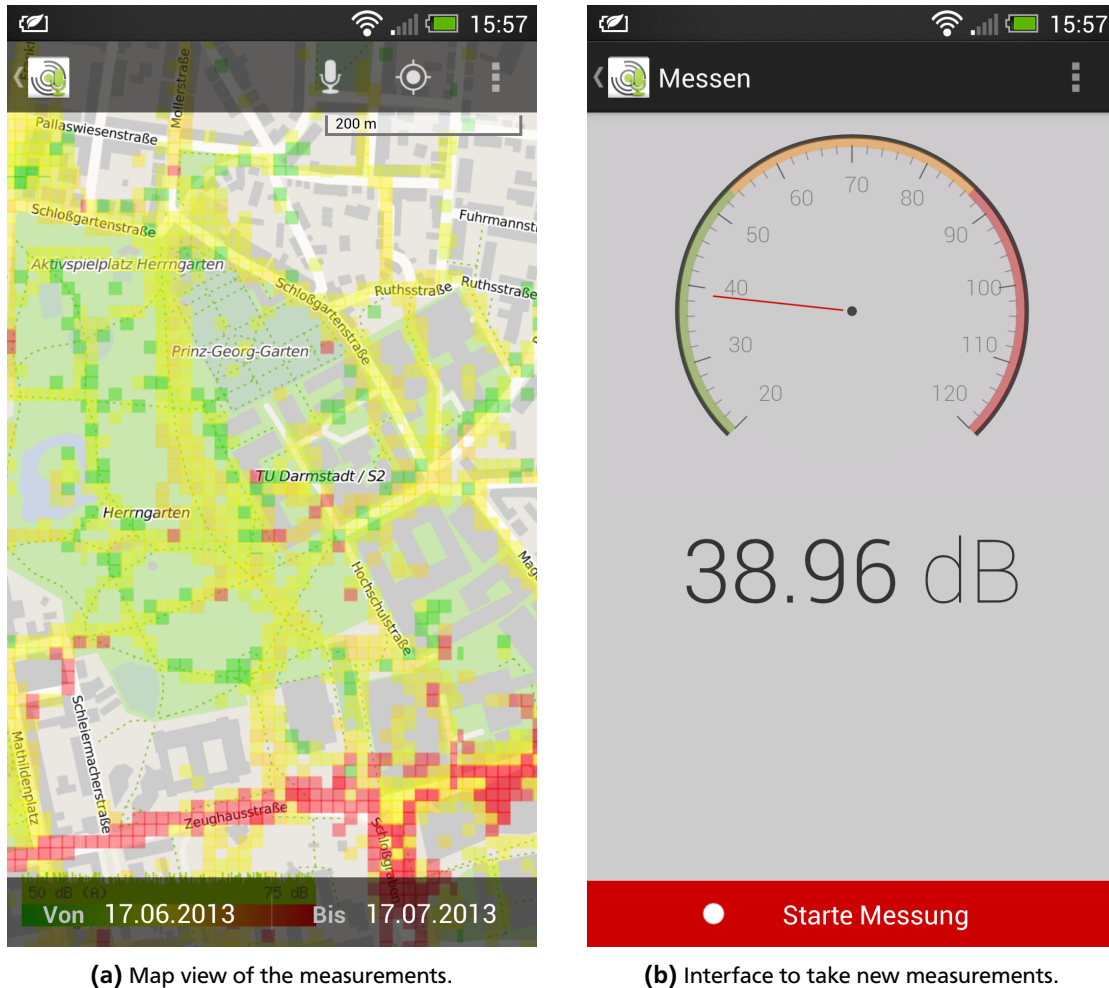 15:57
200 m
Mollerstraße
Pallaswiesenstraße
Schloßgartenstraße
Fuhrmannst
Aktivspielplatz Herrngarten
Schloßgartenstraße
Ruthsstraße
Ruthsstraße
Prinz-Georg-Garten
TU Darmstadt / S2
Herrngarten
Hochschulstraße
Schleiermacherstraße
Mathildenplatz
Zeughausstraße
Schloßgraben
50 dB (A) 75 dB
Von 17.06.2013 Bis 17.07.2013
(a) Map view of the measurements.
15:57
Messen
20
30
40
50
60
70
80
90
100
110
120
38.96 dB
Starte Messung
(b) Interface to take new measurements.